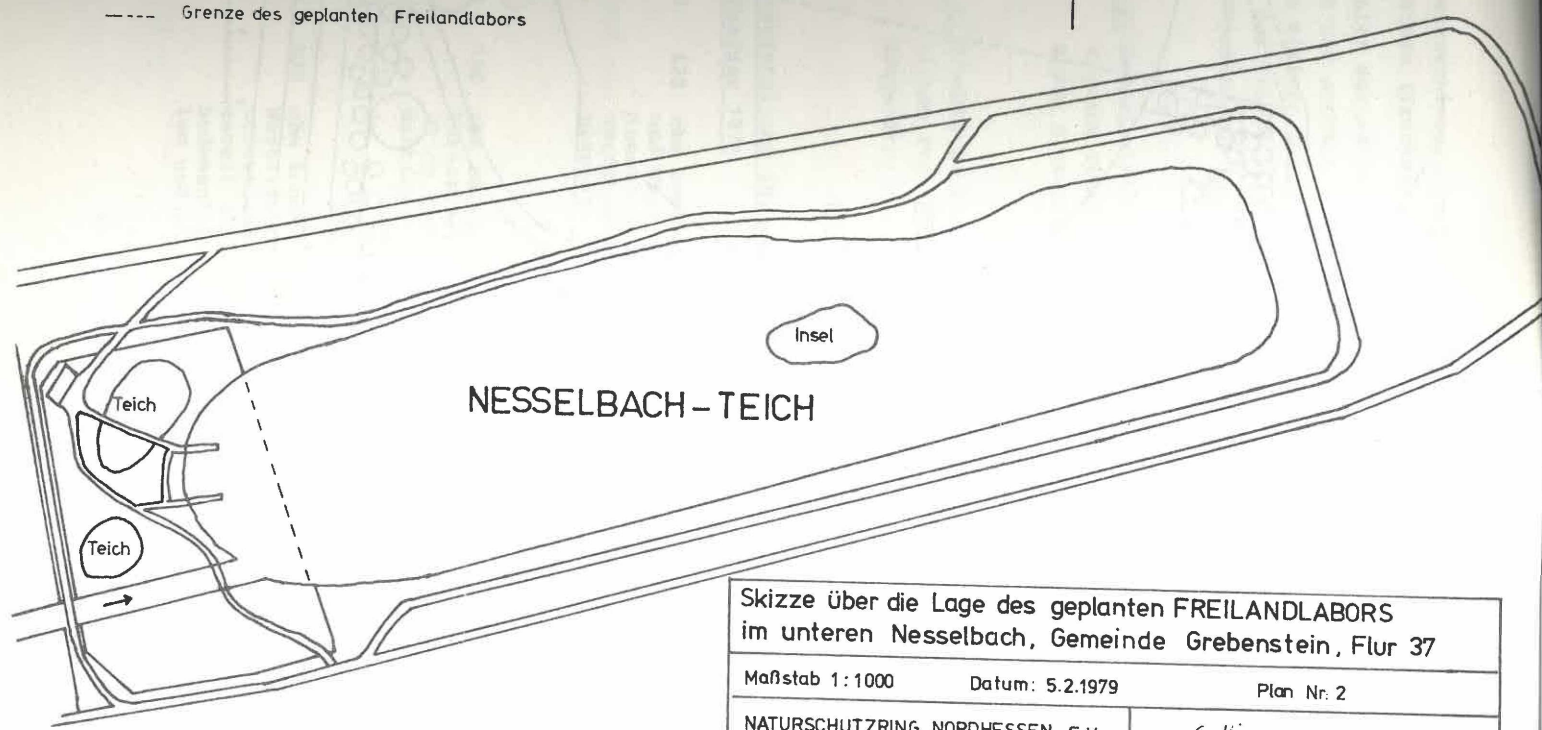 Grenze des geplanten Freilandlabors
Insel
NESSELBACH – TEICH
Teich
Teich
Skizze über die Lage des geplanten FREILANDLABORS
im unteren Nesselbach, Gemeinde Grebenstein, Flur 37
Maßstab 1:1000 Datum: 5.2.1979 Plan Nr. 2
NATURSCHUTZRING NORDHESSEN